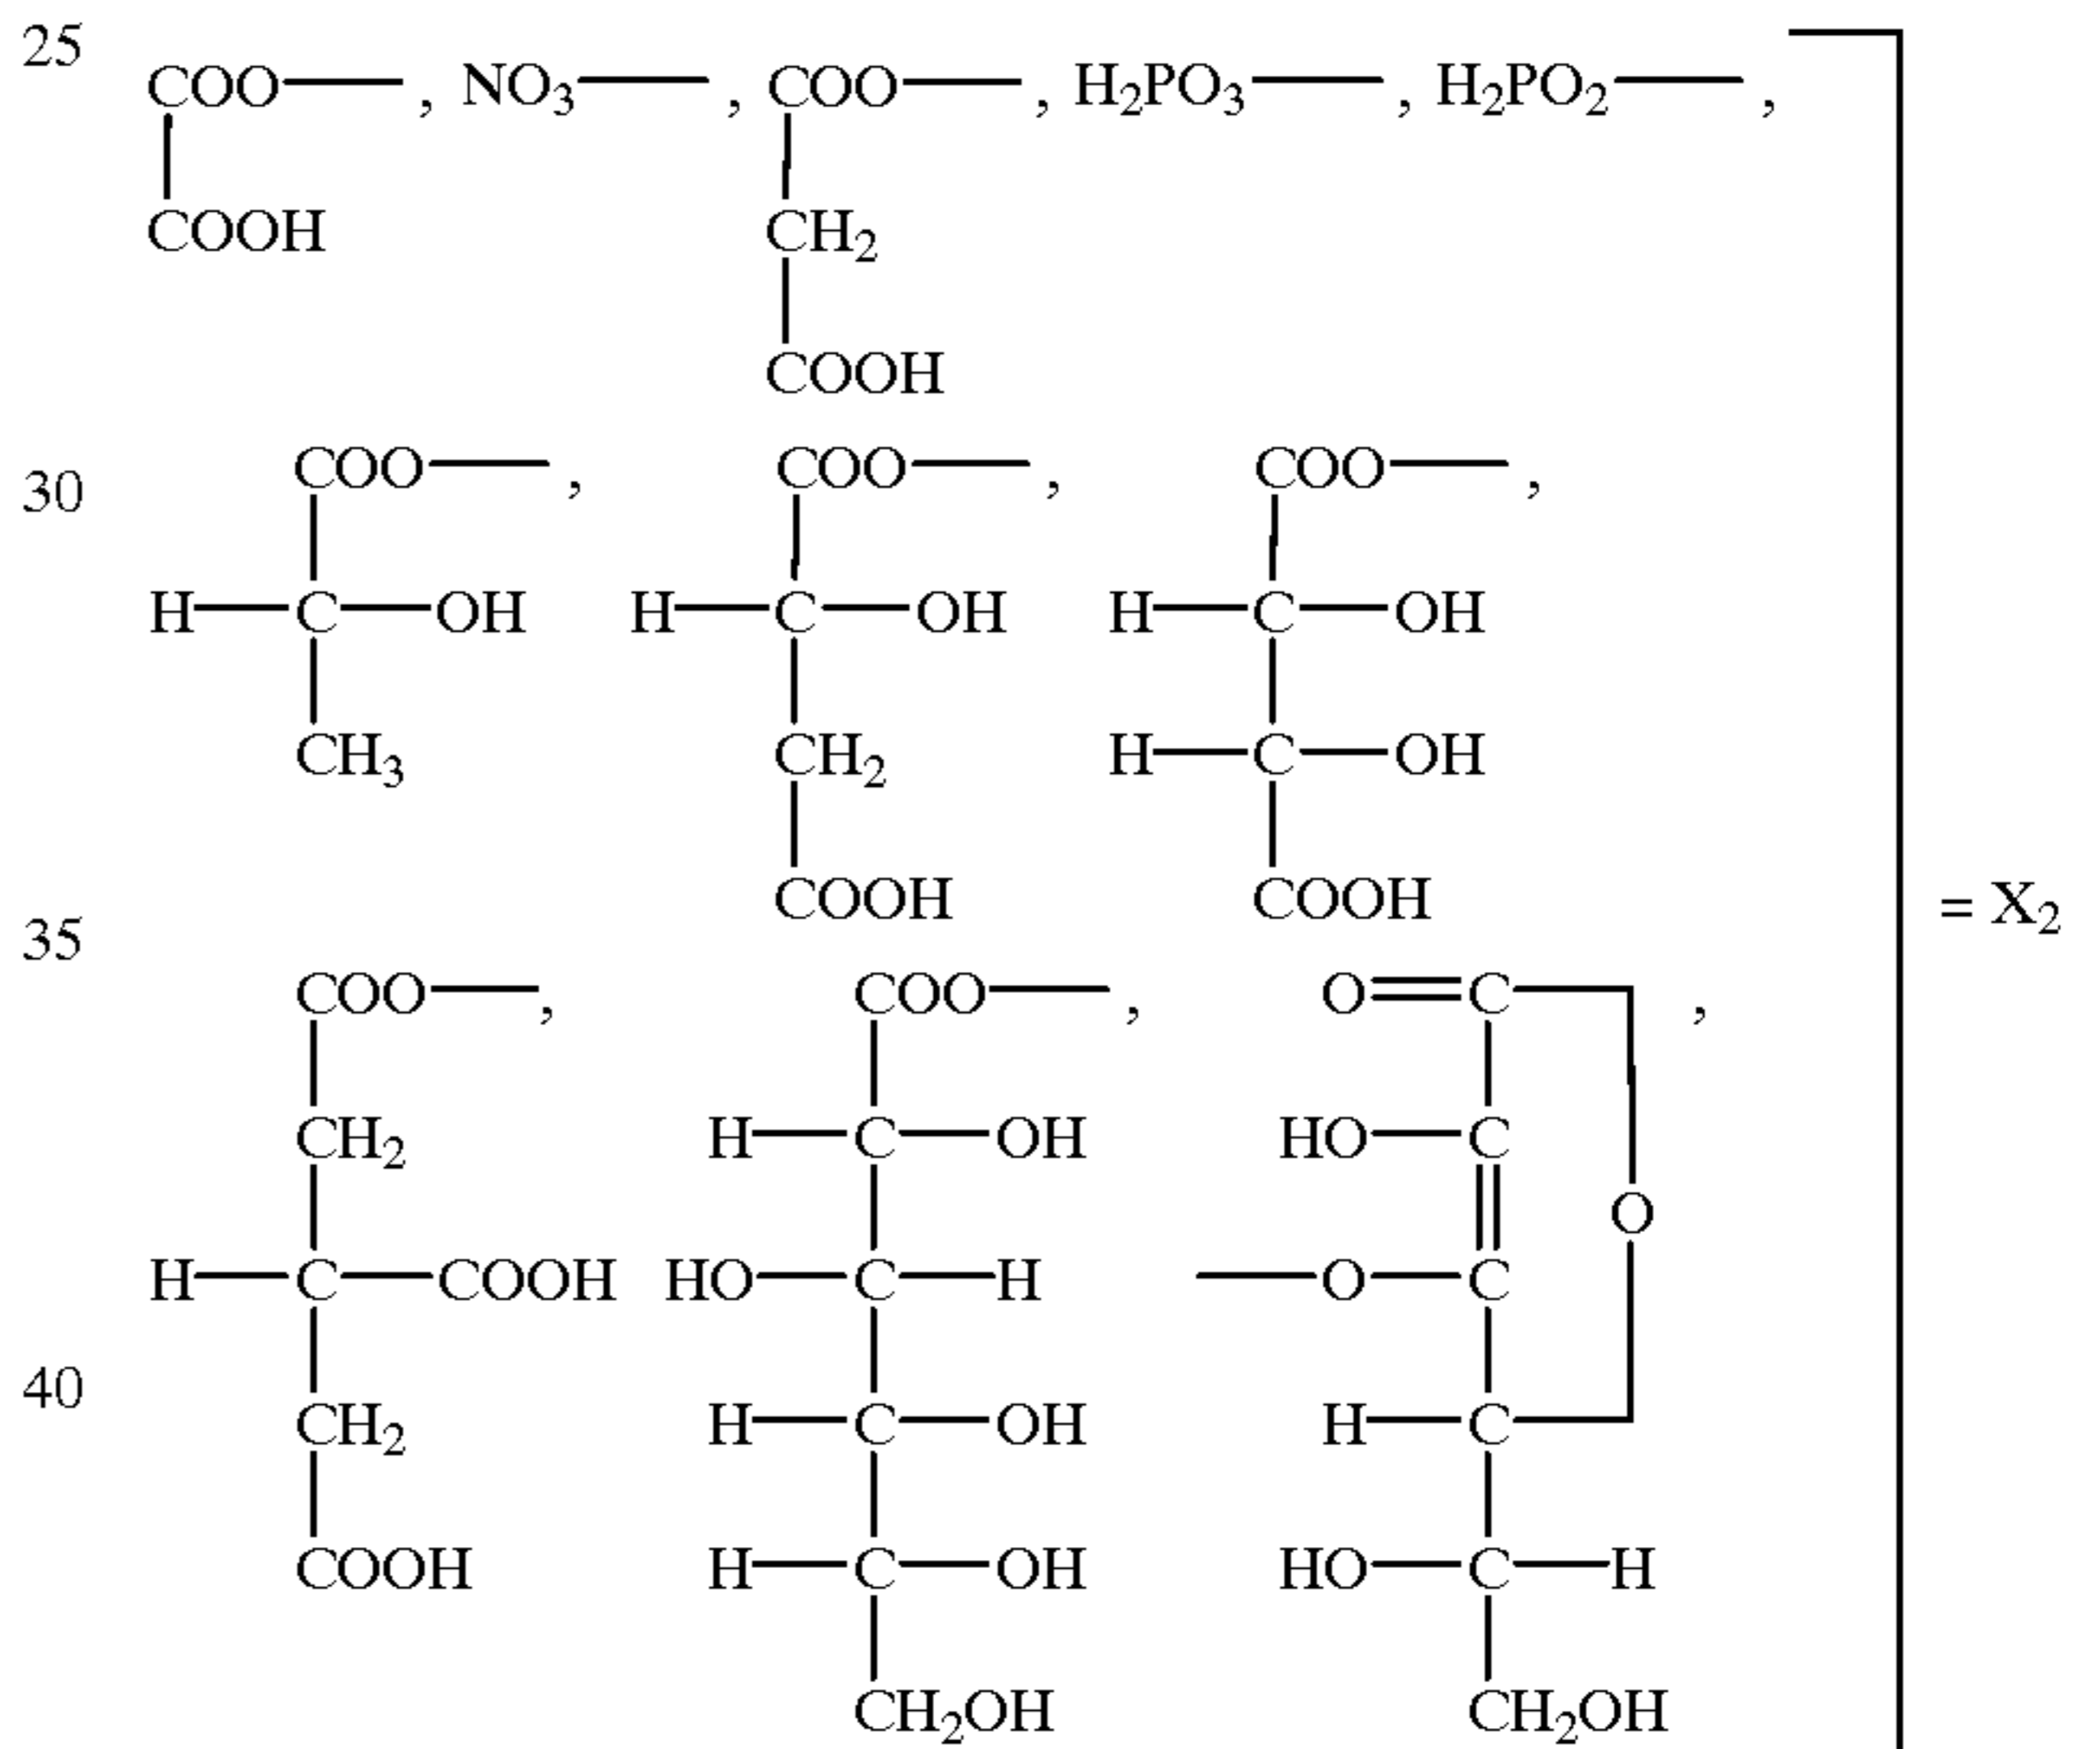 25
COO—, NO3—, COO—, H2PO3—, H2PO2—,
COOH CH2
COOH
30
COO—, COO—, COO—,
H—C—OH H—C—OH H—C—OH
CH3 CH2 H—C—OH
COOH COOH
= X2
35
COO—, COO—, O=C ,
CH2 H—C—OH HO—C
O
H—C—COOH HO—C—H —O—C
40
CH2 H—C—OH H—C
COOH H—C—OH HO—C—H
CH2OH CH2OH